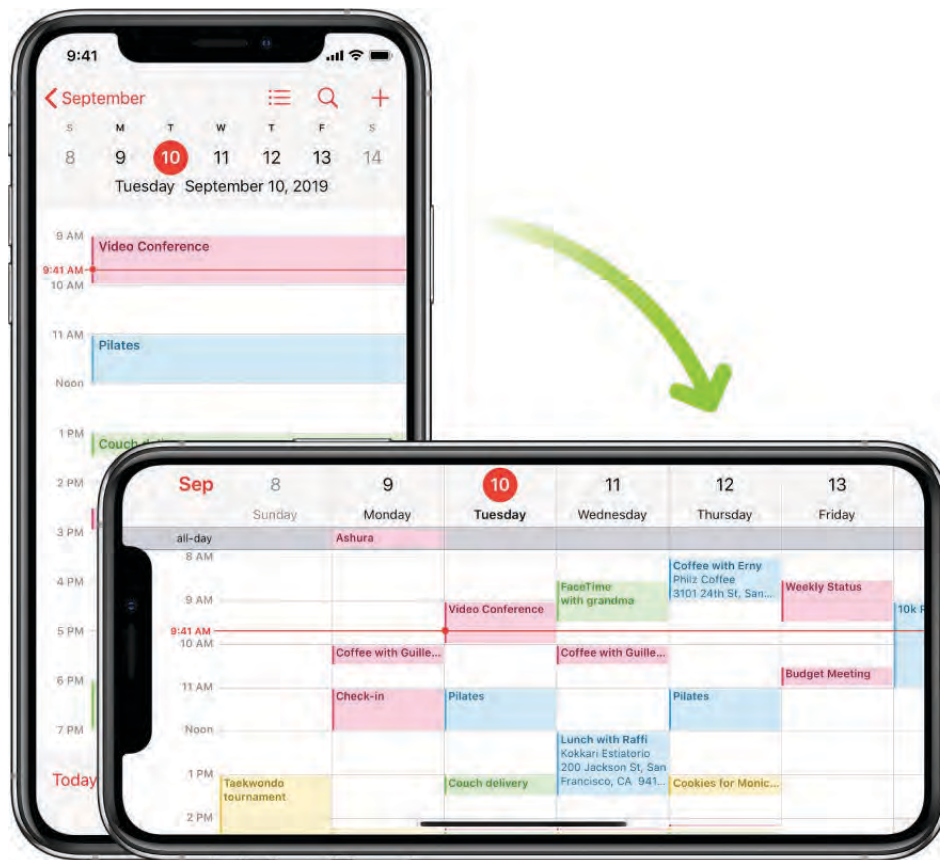 9:41
September
S M T W T F S
8 9 10 11 12 13 14
Tuesday September 10, 2019
9 AM
Video Conference
9:41 AM
10 AM
11 AM
Pilates
Noon
1 PM
Couch
2 PM
3 PM
4 PM
5 PM
6 PM
7 PM
Today
Sep 8 9 10 11 12 13
Sunday Monday Tuesday Wednesday Thursday Friday
all-day Ashura
8 AM
Coffee with Erny
Philz Coffee
3101 24th St, San...
FaceTime
with grandma
Weekly Status
9 AM
Video Conference
10k
9:41 AM
10 AM
Coffee with Guille...
Coffee with Guille...
Budget Meeting
11 AM
Check-in
Pilates
Pilates
Noon
Lunch with Raffi
Kokkari Estiatorio
200 Jackson St, San
Francisco, CA 941...
1 PM
Taekwondo
tournament
Couch delivery
Cookies for Monic...
2 PM